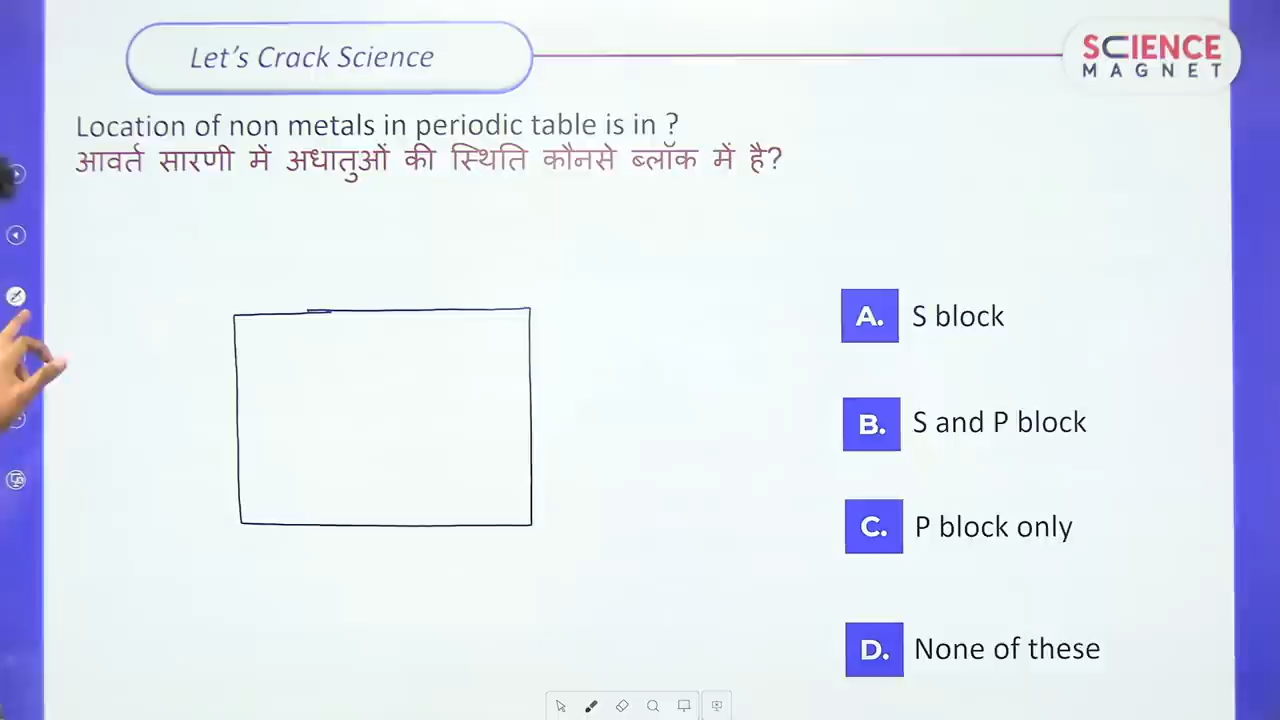 Let's Crack Science
SCIENCE
MAGNET
Location of non metals in periodic table is in ?
आवर्त सारणी में अधातुओं की स्थिति कौनसे ब्लॉक में है?
A. S block
B. S and P block
C. P block only
D. None of these